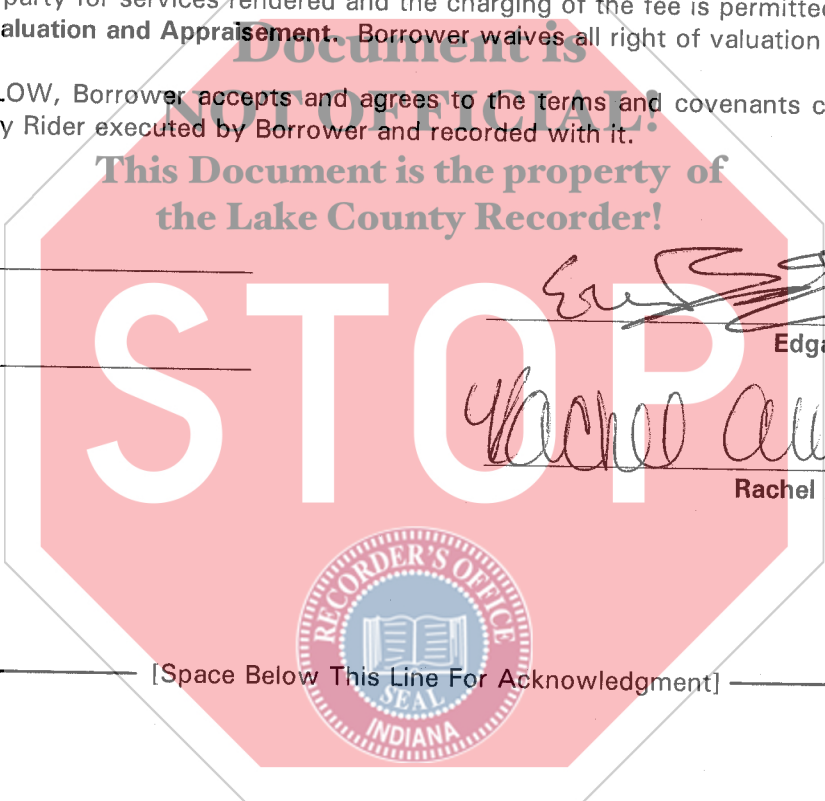 party for services rendered and the charging of the fee is permitted
aluation and Appraisement. Borrower waives all right of valuation
Document is
LOW, Borrower accepts and agrees to the terms and covenants c
NOT OFFICIAL!
y Rider executed by Borrower and recorded with it.
This Document is the property of
the Lake County Recorder!
STOP
Edga
Rachel
Rachel
RECORDER'S OFFICE
[Space Below This Line For Acknowledgment]
SEAL
INDIANA